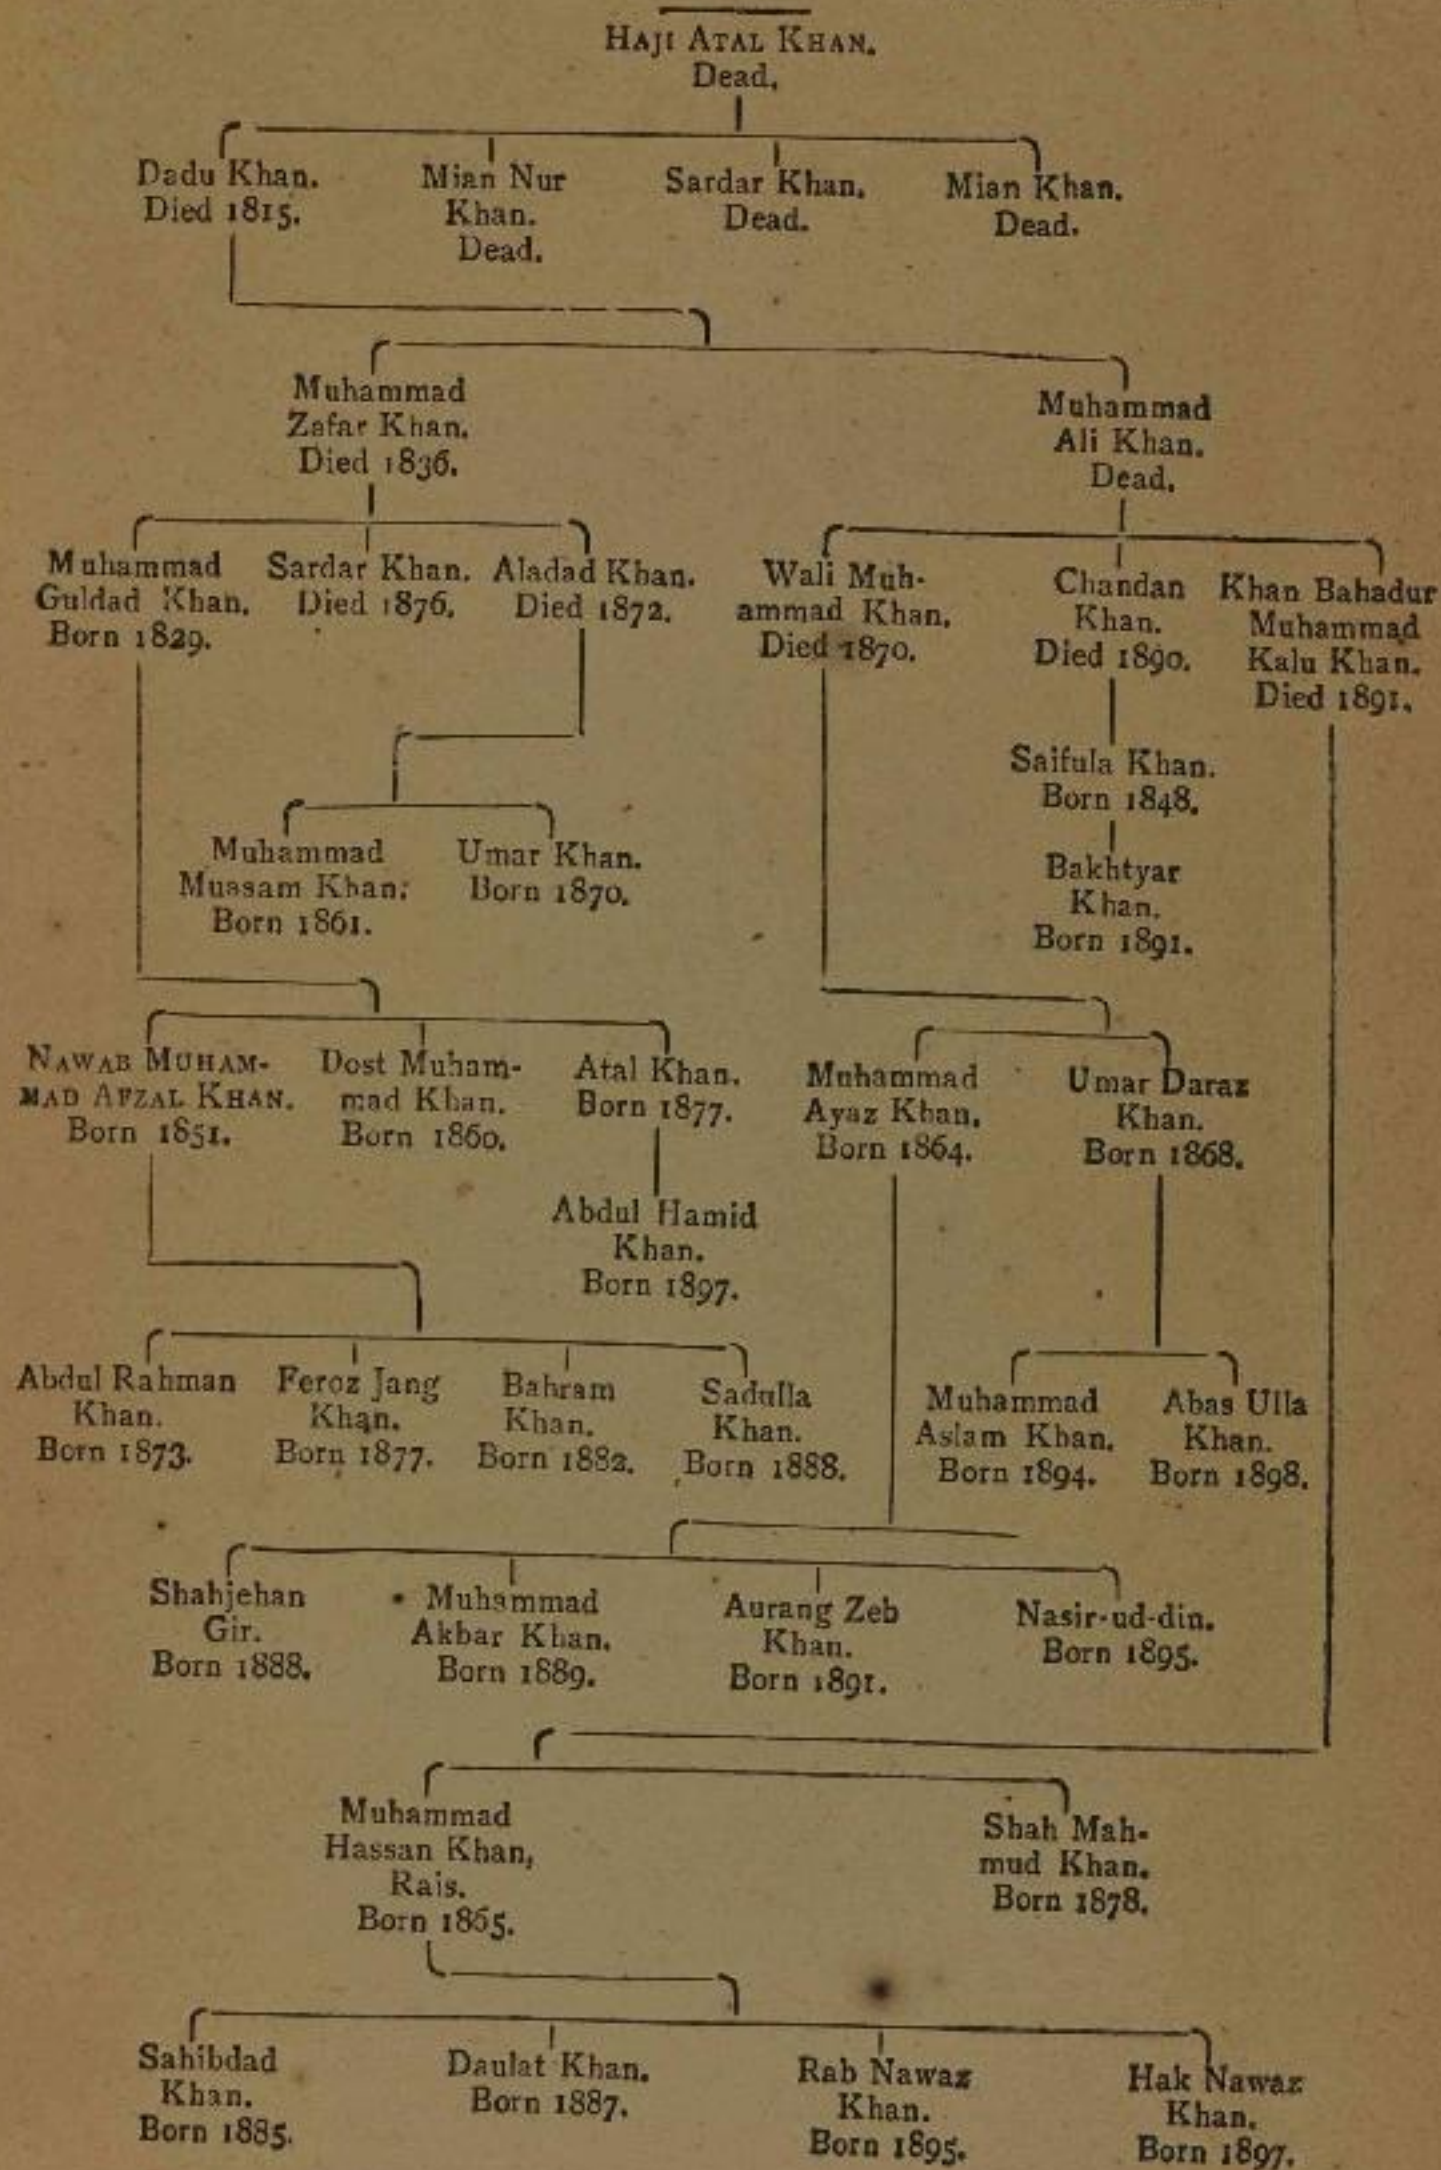 HAJI ATAL KHAN.
Dead.
Dadu Khan.
Died 1815.
Mian Nur
Khan.
Dead.
Sardar Khan.
Dead.
Mian Khan.
Dead.
Muhammad
Zafar Khan.
Died 1836.
Muhammad
Ali Khan.
Dead.
Muhammad
Guldad Khan.
Born 1829.
Sardar Khan.
Died 1876.
Aladad Khan.
Died 1872.
Wali Muh-
ammad Khan.
Died 1870.
Chandan
Khan.
Died 1890.
Khan Bahadur
Muhammad
Kalu Khan.
Died 1891.
Saifula Khan.
Born 1848.
Bakhtyar
Khan.
Born 1891.
Muhammad
Muasam Khan.
Born 1861.
Umar Khan.
Born 1870.
NAWAB MUHAM-
MAD AFZAL KHAN.
Born 1851.
Dost Muham-
mad Khan.
Born 1860.
Atal Khan.
Born 1877.
Muhammad
Ayaz Khan.
Born 1864.
Umar Daraz
Khan.
Born 1868.
Abdul Hamid
Khan.
Born 1897.
Abdul Rahman
Khan.
Born 1873.
Feroz Jang
Khan.
Born 1877.
Bahram
Khan.
Born 1882.
Sadulla
Khan.
Born 1888.
Muhammad
Aslam Khan.
Born 1894.
Abas Ulla
Khan.
Born 1898.
Shahjehan
Gir.
Born 1888.
Muhammad
Akbar Khan.
Born 1889.
Aurang Zeb
Khan.
Born 1891.
Nasir-ud-din.
Born 1895.
Muhammad
Hassan Khan,
Rais.
Born 1865.
Shah Mah-
mud Khan.
Born 1878.
Sahibdad
Khan.
Born 1885.
Daulat Khan.
Born 1887.
Rab Nawaz
Khan.
Born 1895.
Hak Nawaz
Khan.
Born 1897.